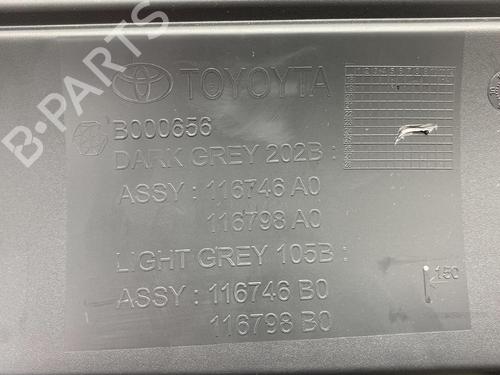 B-PARTS
TOYOYTA
B000656
DARK GREY 202B :
ASSY : 116746 A0
116798 A0
LIGHT GREY 105B :
ASSY : 116746 B0
116798 B0
150